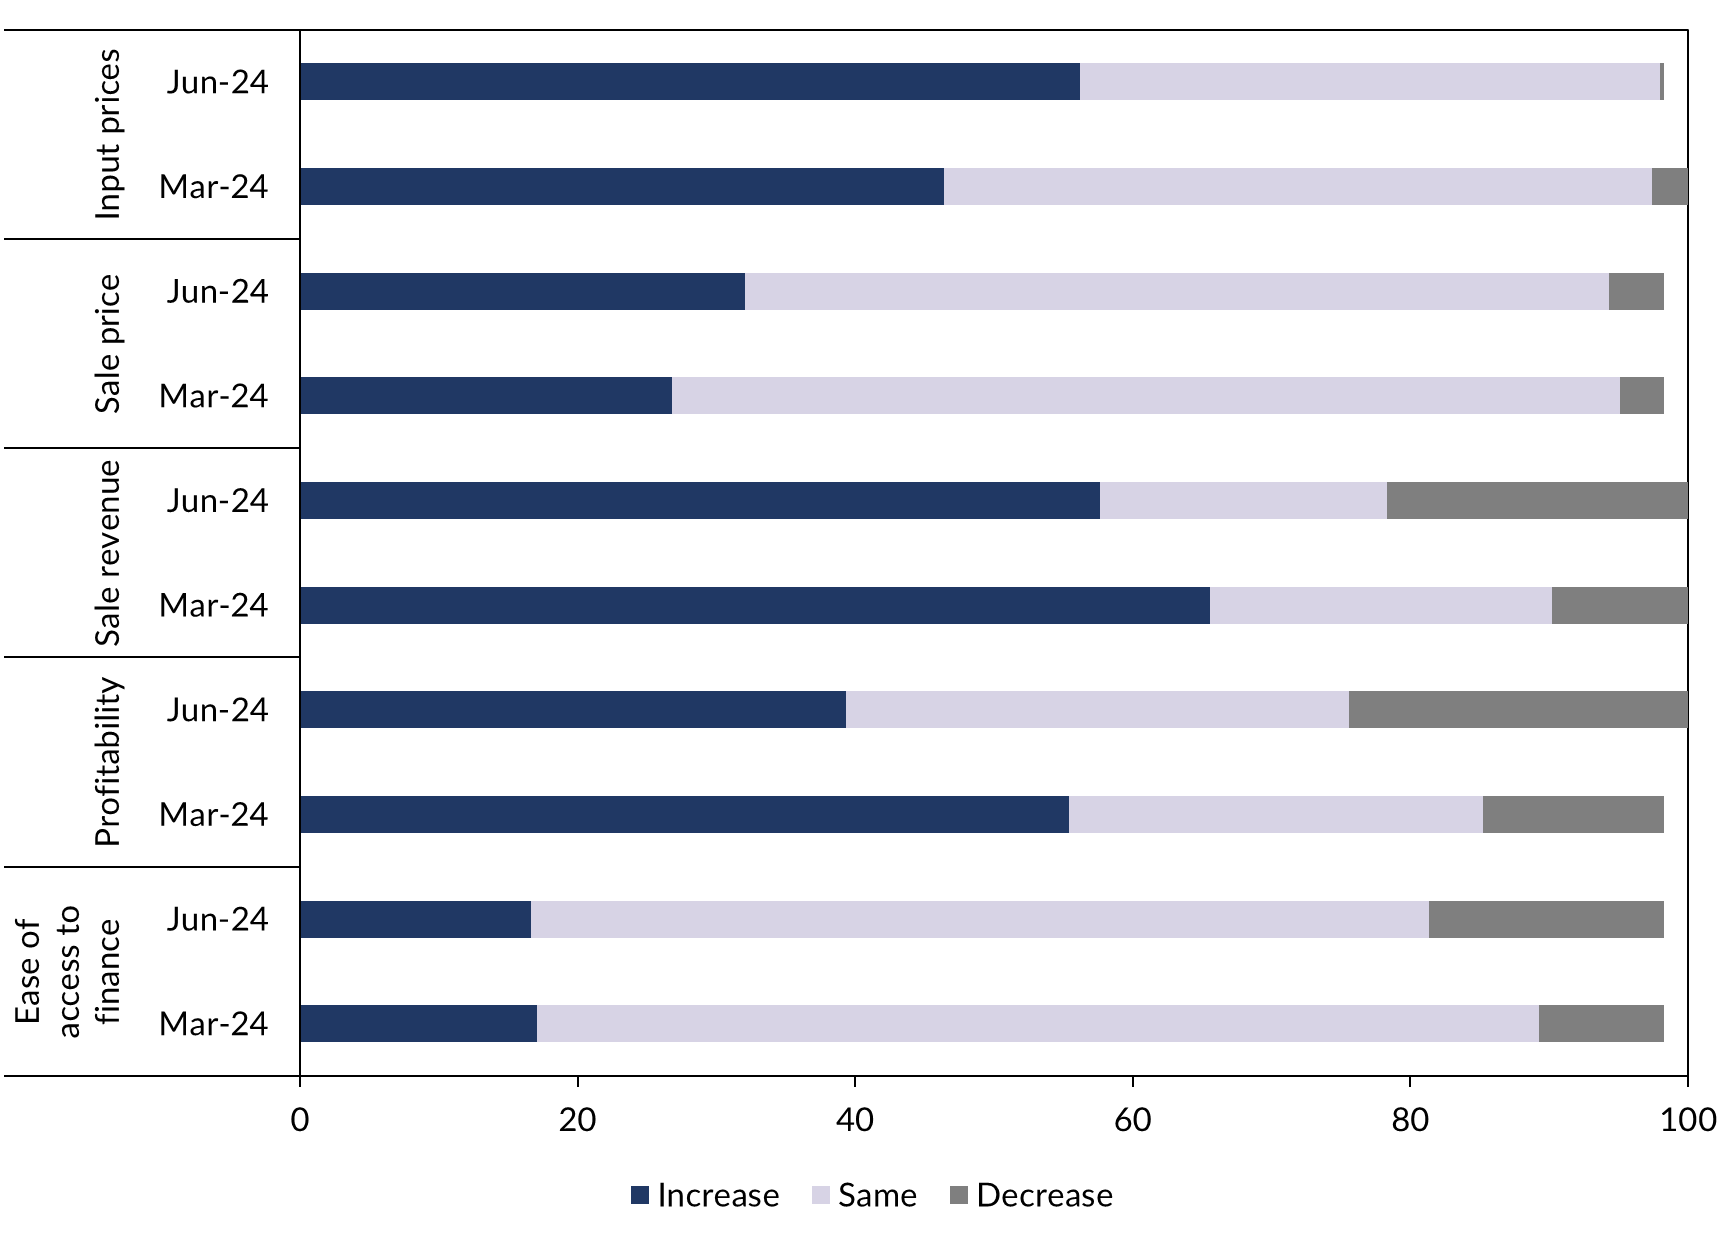 Input prices
Jun-24
Mar-24
Sale price
Jun-24
Mar-24
Sale revenue
Jun-24
Mar-24
Profitability
Jun-24
Mar-24
Ease of
access to
finance
Jun-24
Mar-24
0 20 40 60 80 100
Increase Same Decrease